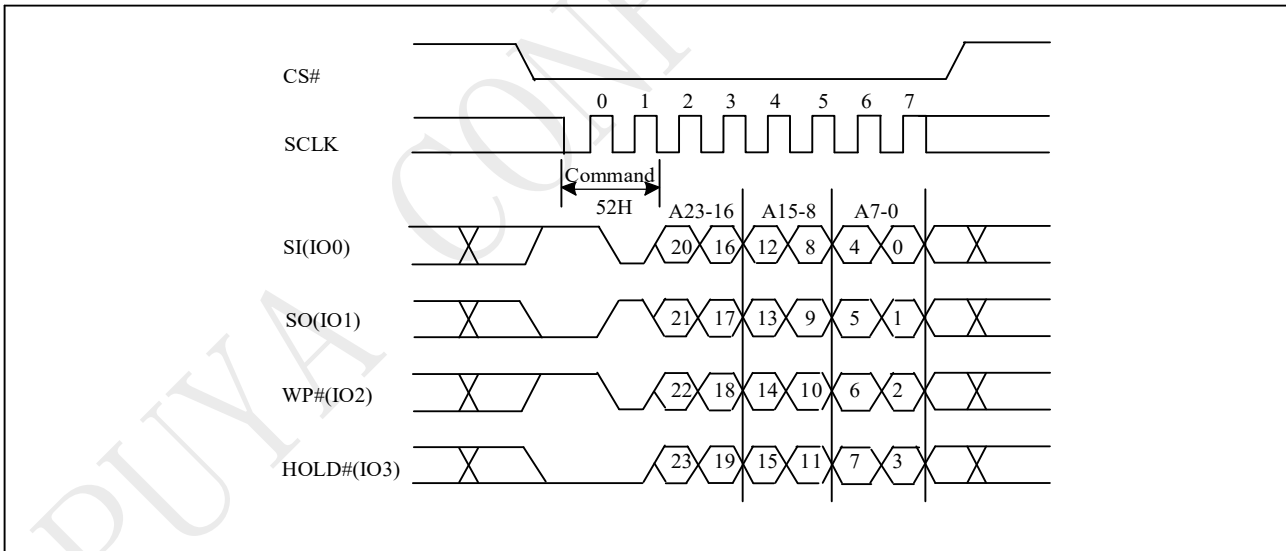 CS#
0 1 2 3 4 5 6 7
SCLK
Command
52H
A23-16 A15-8 A7-0
SI(IO0) 20 16 12 8 4 0
SO(IO1) 21 17 13 9 5 1
WP#(IO2) 22 18 14 10 6 2
HOLD#(IO3) 23 19 15 11 7 3
PUYA CONF